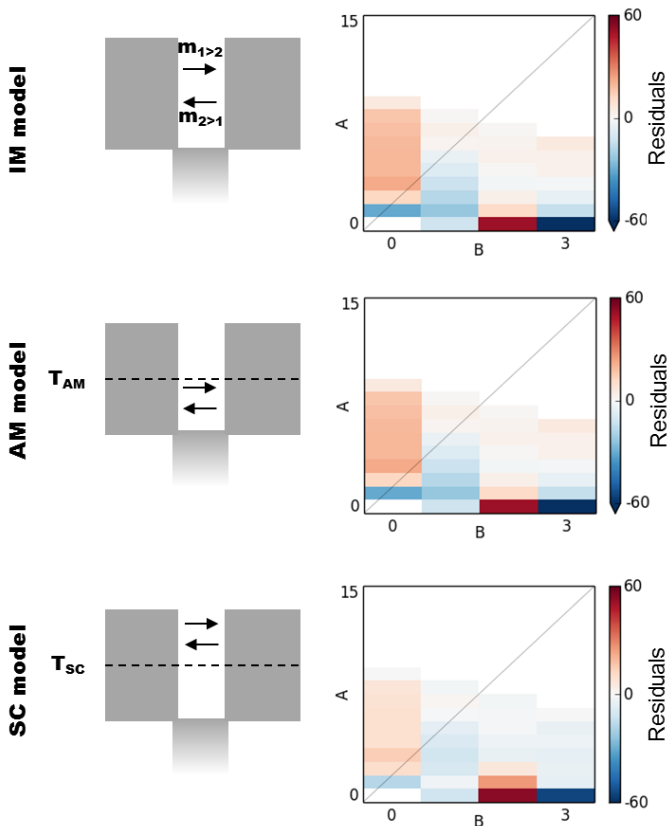 IM model
m1>2
m2>1
15
A
0
0
B
3
60
0
-60
Residuals
AM model
TAM
15
A
0
0
B
3
60
0
-60
Residuals
SC model
TSC
15
A
0
0
B
3
60
0
-60
Residuals